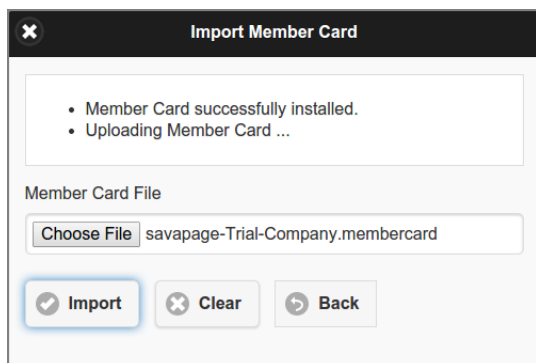 Import Member Card
• Member Card successfully installed.
• Uploading Member Card ...
Member Card File
Choose File savapage-Trial-Company.membercard
Import Clear Back